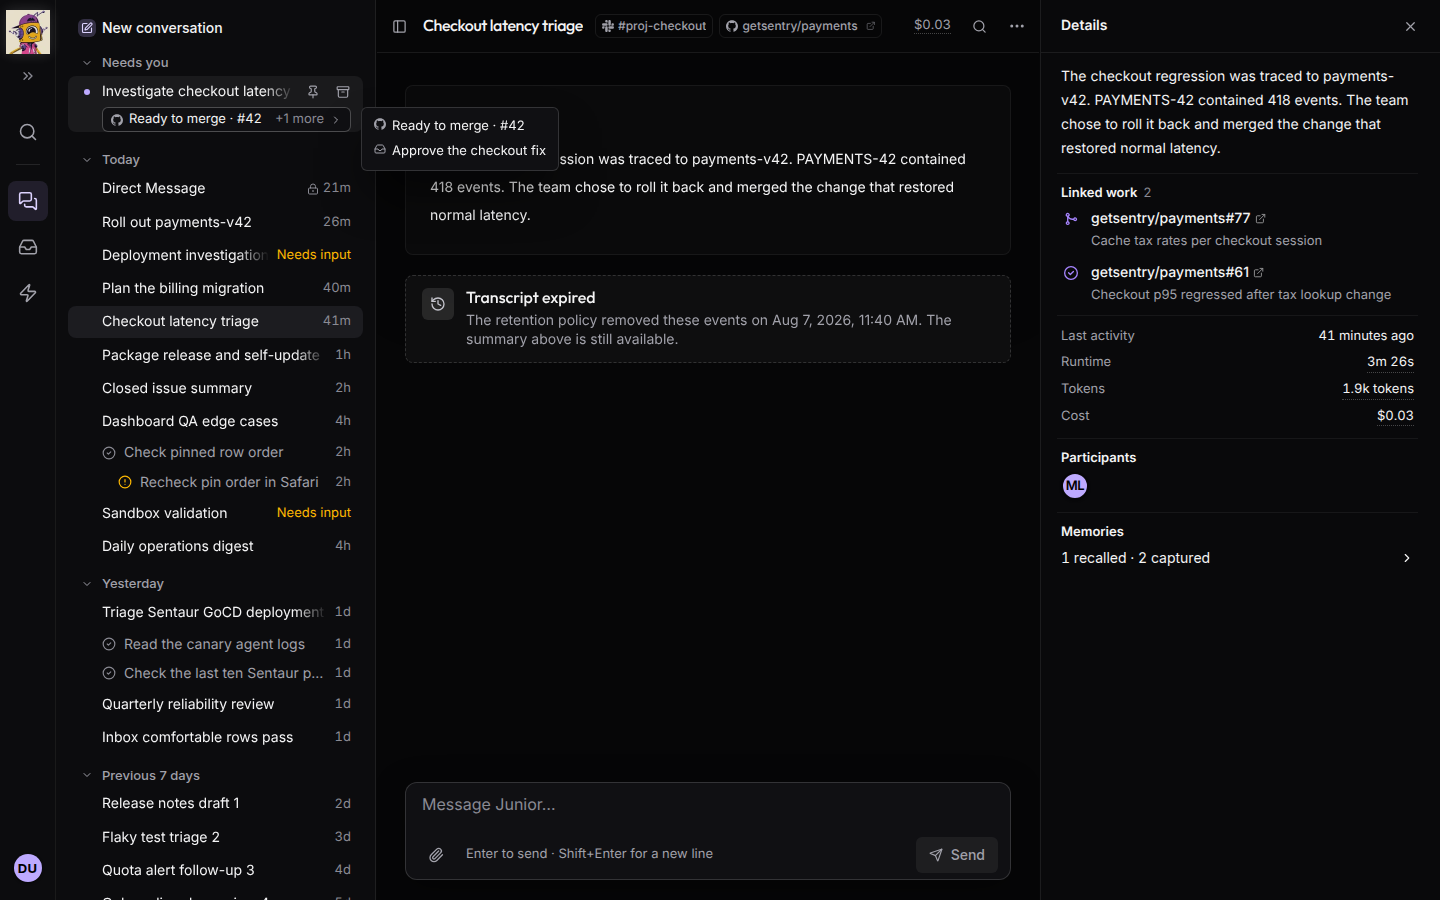 New conversation
Needs you
Investigate checkout latency
Ready to merge · #42 +1 more
Today
Direct Message 21m
Roll out payments-v42 26m
Deployment investigation Needs input
Plan the billing migration 40m
Checkout latency triage 41m
Package release and self-update 1h
Closed issue summary 2h
Dashboard QA edge cases 4h
Check pinned row order 2h
Recheck pin order in Safari 2h
Sandbox validation Needs input
Daily operations digest 4h
Yesterday
Triage Sentaur GoCD deployment 1d
Read the canary agent logs 1d
Check the last ten Sentaur p... 1d
Quarterly reliability review 1d
Inbox comfortable rows pass 1d
Previous 7 days
Release notes draft 1 2d
Flaky test triage 2 3d
Quota alert follow-up 3 4d
DU
Checkout latency triage #proj-checkout getsentry/payments $0.03
Ready to merge · #42
Approve the checkout fix
ssion was traced to payments-v42. PAYMENTS-42 contained
418 events. The team chose to roll it back and merged the change that restored
normal latency.
Transcript expired
The retention policy removed these events on Aug 7, 2026, 11:40 AM. The
summary above is still available.
Message Junior...
Enter to send · Shift+Enter for a new line
Send
Details
The checkout regression was traced to payments-
v42. PAYMENTS-42 contained 418 events. The team
chose to roll it back and merged the change that
restored normal latency.
Linked work 2
getsentry/payments#77
Cache tax rates per checkout session
getsentry/payments#61
Checkout p95 regressed after tax lookup change
Last activity 41 minutes ago
Runtime 3m 26s
Tokens 1.9k tokens
Cost $0.03
Participants
ML
Memories
1 recalled · 2 captured